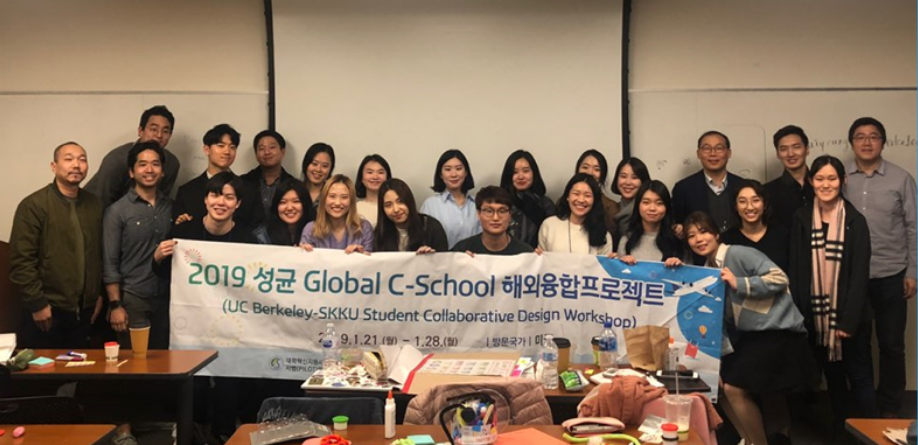 2019 성균 Global C-School 해외융합프로젝트
(UC Berkeley-SKKU Student Collaborative Design Workshop)
1.21.(월) ~ 1.28.(월) | 방문국가 |